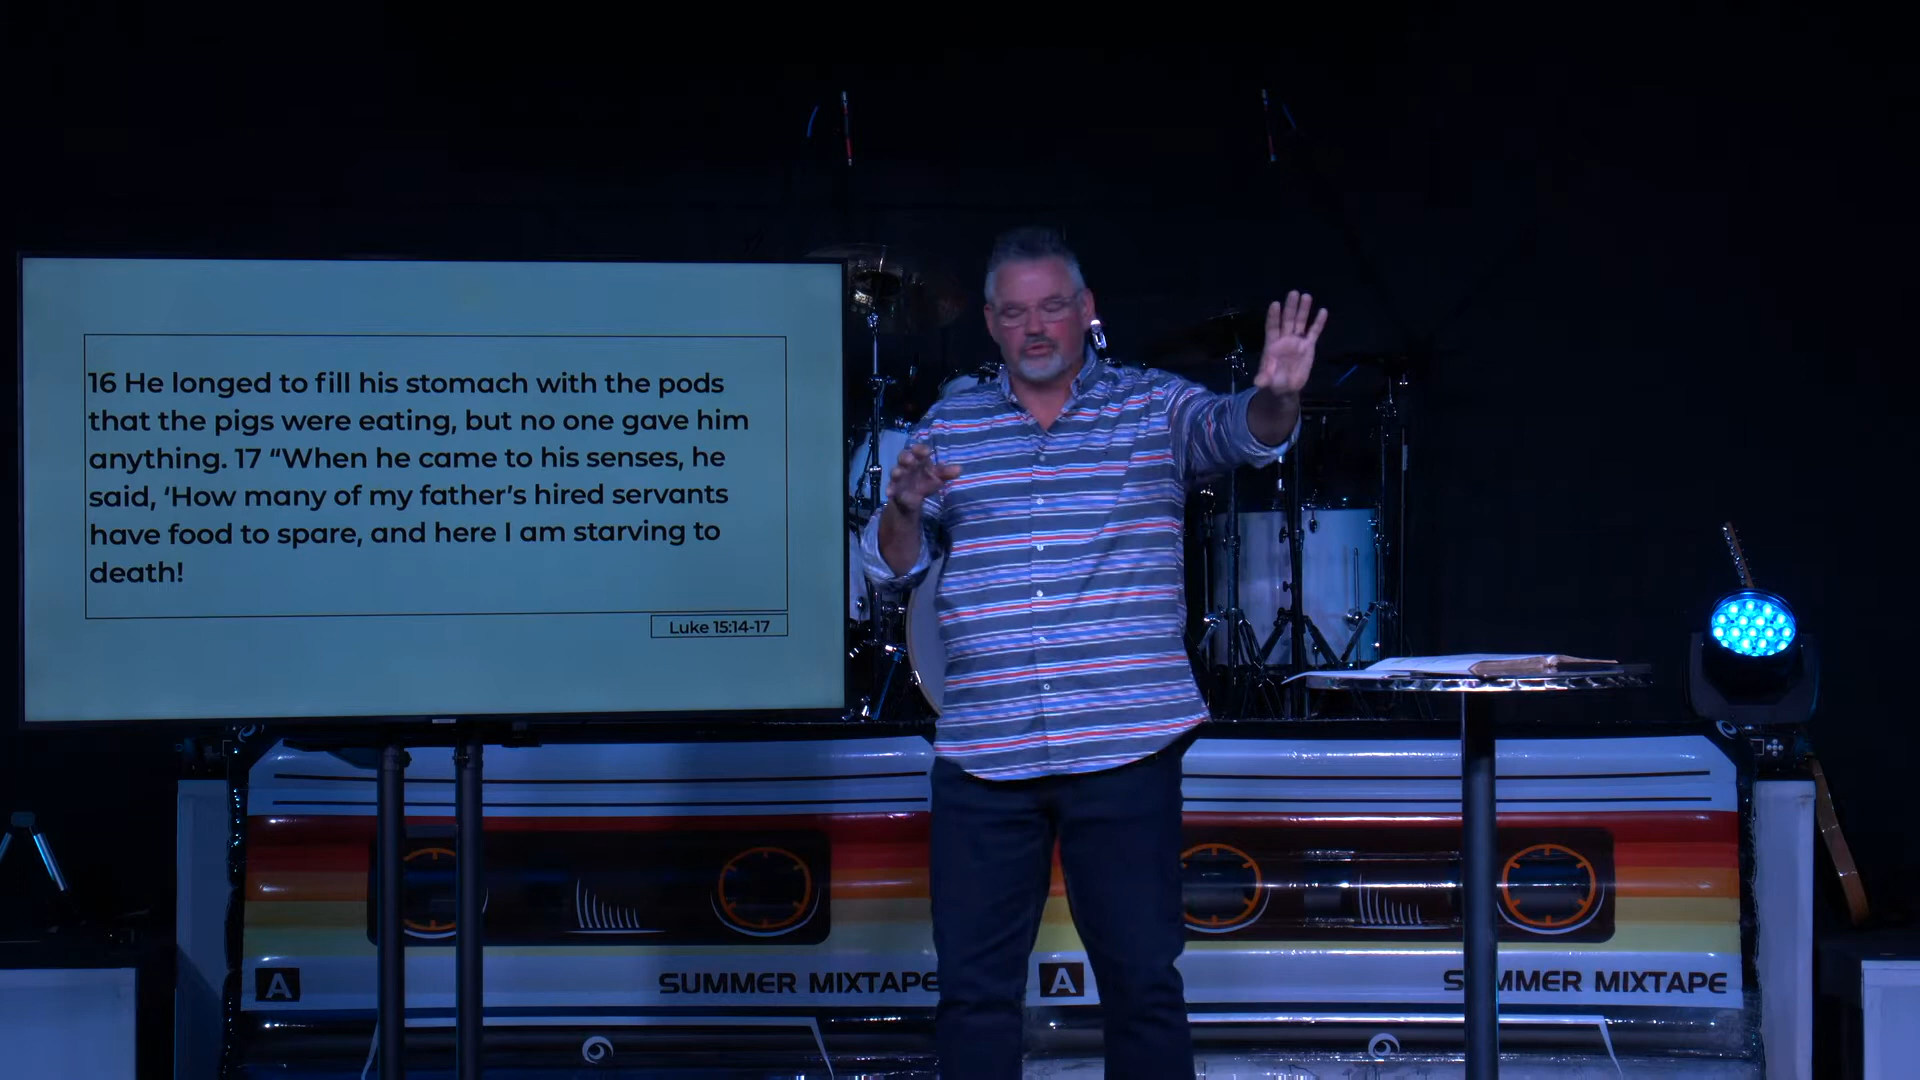 16 He longed to fill his stomach with the pods
that the pigs were eating, but no one gave him
anything. 17 “When he came to his senses, he
said, ‘How many of my father’s hired servants
have food to spare, and here I am starving to
death!
Luke 15:14-17
A
SUMMER MIXTAPE
A
SUMMER MIXTAPE